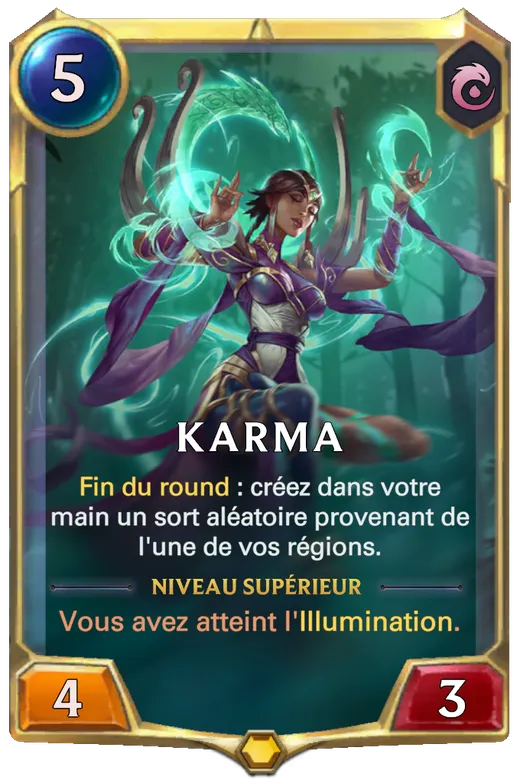 5
KARMA
Fin du round : créez dans votre
main un sort aléatoire provenant de
l'une de vos régions.
NIVEAU SUPÉRIEUR
Vous avez atteint l'Illumination.
4
3